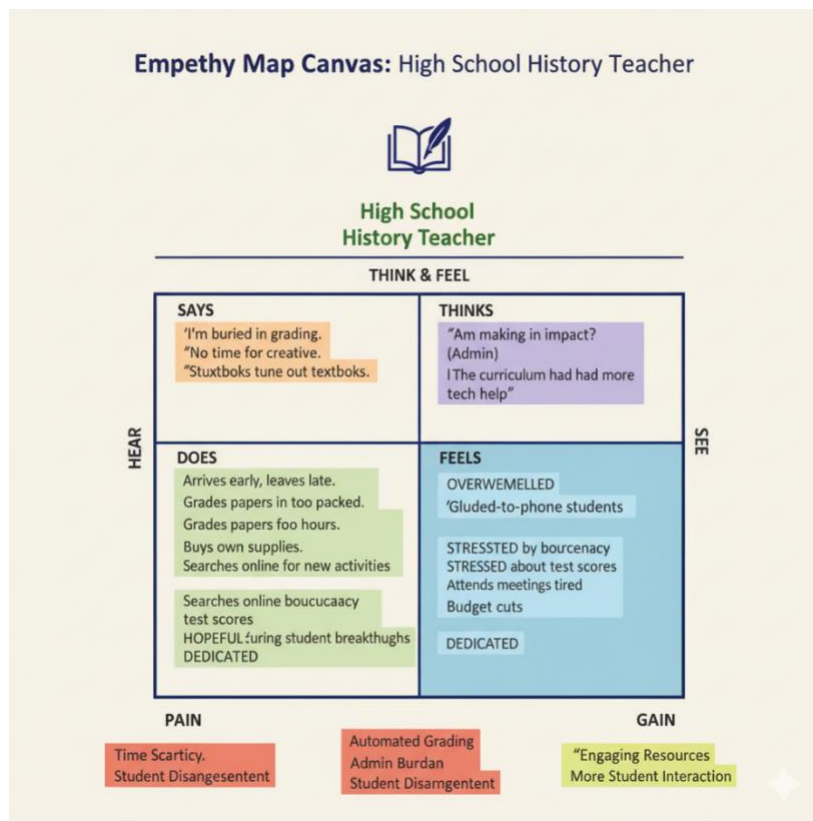 Empethy Map Canvas: High School History Teacher
High School
History Teacher
THINK & FEEL
SAYS
'I'm buried in grading.
"No time for creative.
"Stuxtboks tune out textboks.
THINKS
"Am making in impact?
(Admin)
I The curriculum had had more
tech help"
HEAR
SEE
DOES
Arrives early, leaves late.
Grades papers in too packed.
Grades papers foo hours.
Buys own supplies.
Searches online for new activities
Searches online boucucaacy
test scores
HOPEFUL furing student breakthughs
DEDICATED
FEELS
OVERWEMELLED
'Gluded-to-phone students
STRESSTED by bourcenacy
STRESSED about test scores
Attends meetings tired
Budget cuts
DEDICATED
PAIN
Time Scarticy.
Student Disangesentent
Automated Grading
Admin Burdan
Student Disamgentent
GAIN
"Engaging Resources
More Student Interaction